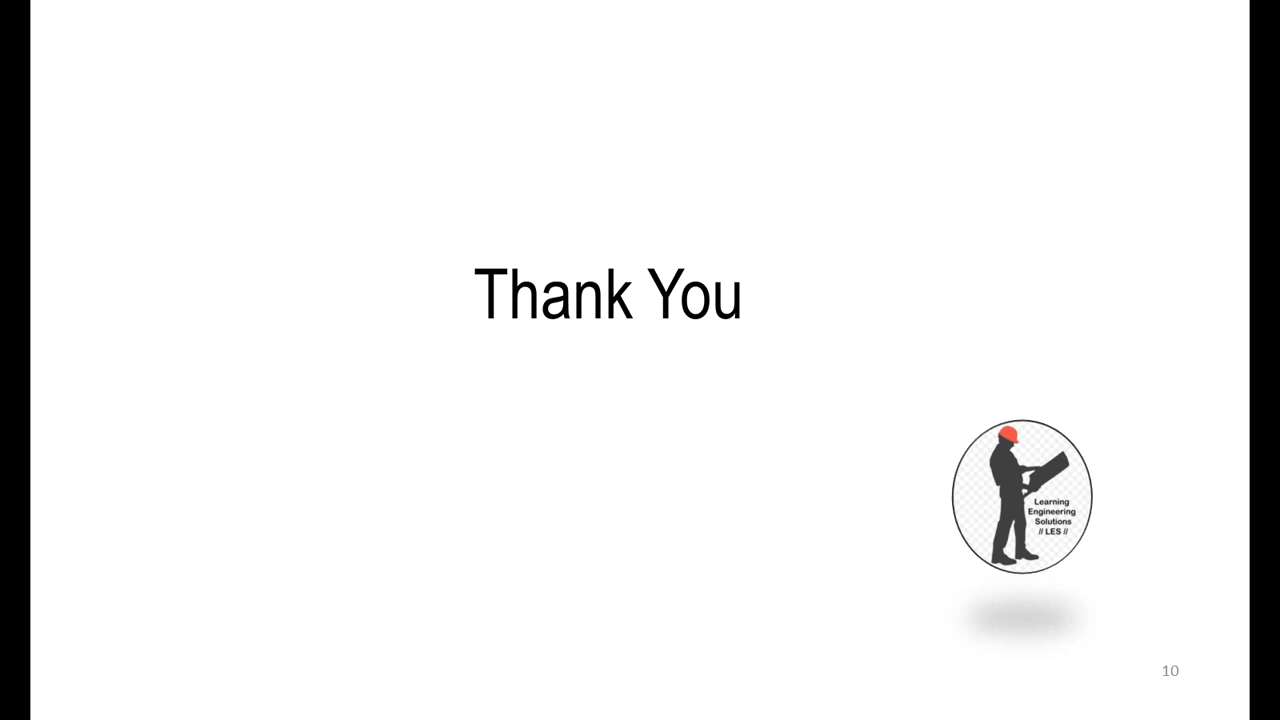 Thank You
Learning
Engineering
Solutions
// LES //
10